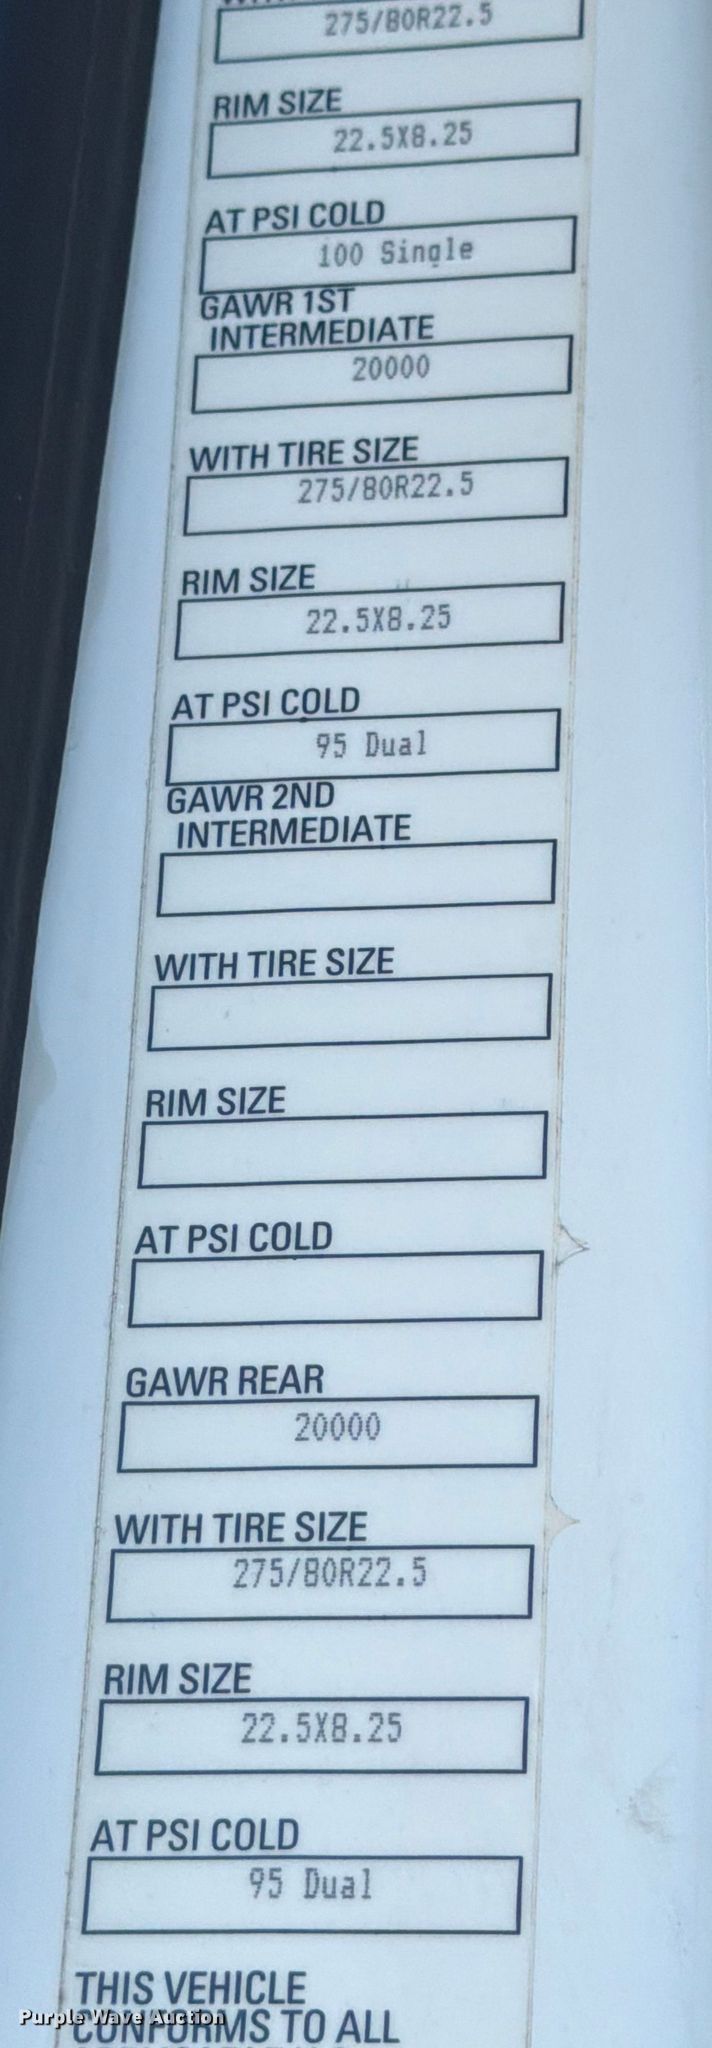 275/80R22.5
RIM SIZE
22.5X8.25
AT PSI COLD
100 Single
GAWR 1ST
INTERMEDIATE
20000
WITH TIRE SIZE
275/80R22.5
RIM SIZE
22.5X8.25
AT PSI COLD
95 Dual
GAWR 2ND
INTERMEDIATE
WITH TIRE SIZE
RIM SIZE
AT PSI COLD
GAWR REAR
20000
WITH TIRE SIZE
275/80R22.5
RIM SIZE
22.5X8.25
AT PSI COLD
95 Dual
THIS VEHICLE
Purple Wave Auction
CONFORMS TO ALL